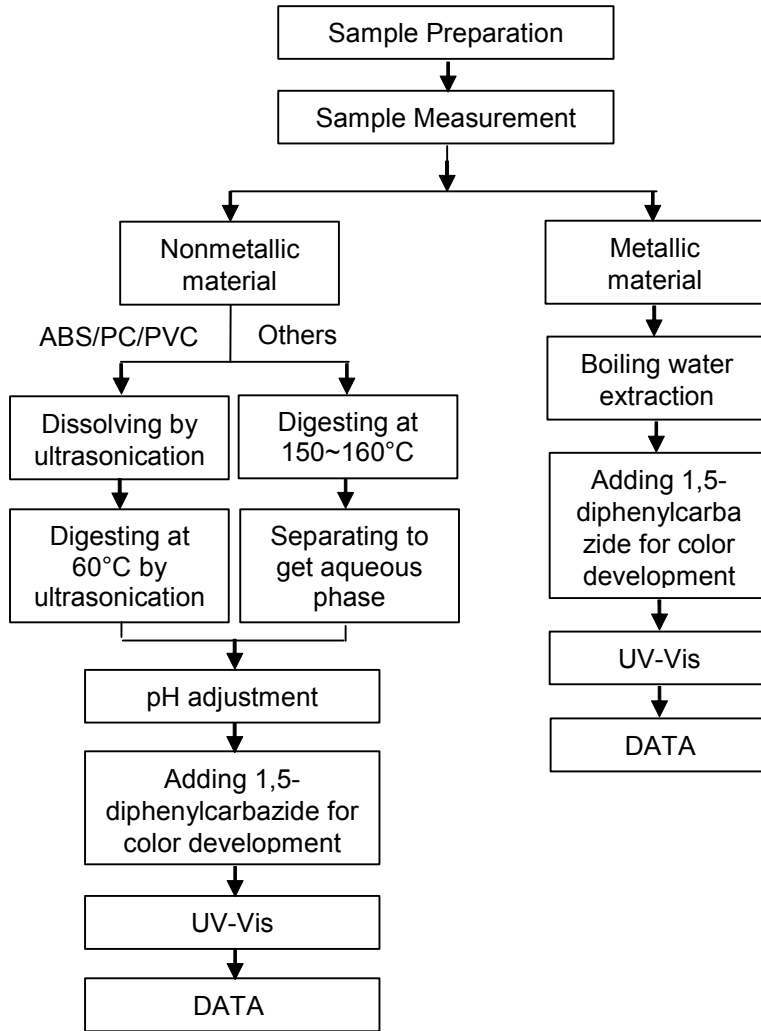 Sample Preparation
Sample Measurement
Nonmetallic
material
Metallic
material
ABS/PC/PVC
Others
Boiling water
extraction
Dissolving by
ultrasonication
Digesting at
150~160°C
Adding 1,5-
diphenylcarba
zide for color
development
Digesting at
60°C by
ultrasonication
Separating to
get aqueous
phase
UV-Vis
pH adjustment
DATA
Adding 1,5-
diphenylcarbazide for
color development
UV-Vis
DATA